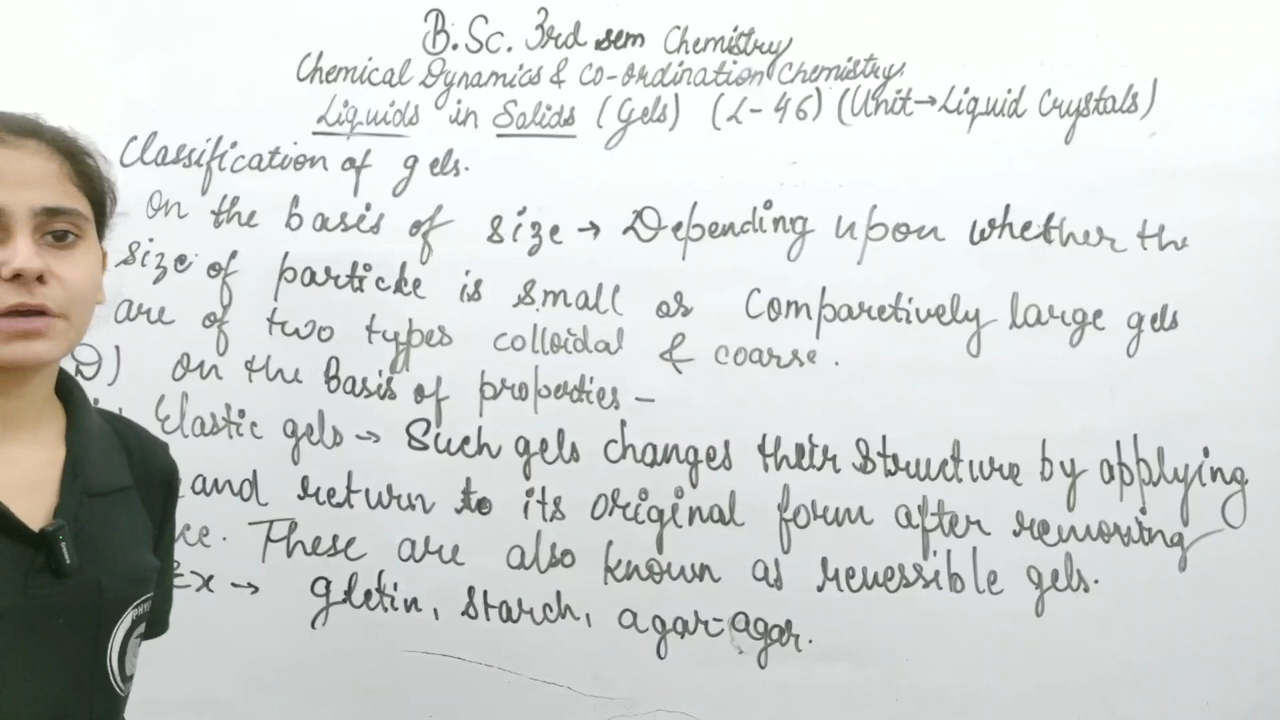 B.Sc. 3rd sem Chemistry
Chemical Dynamics & Co-ordination Chemistry.
Liquids in Solids (Gels) (L-46) (Unit→Liquid Crystals)
Classification of gels.
on the basis of size → Depending upon whether the
size of particle is small or Comparetively large gels
are of two types colloidal & coarse.
D) on the Basis of properties -
Elastic gels → Such gels changes their structure by applying
and return to its original form after removing
ce. These are also known as reversible gels.
Ex → gletin, starch, agar-agar.